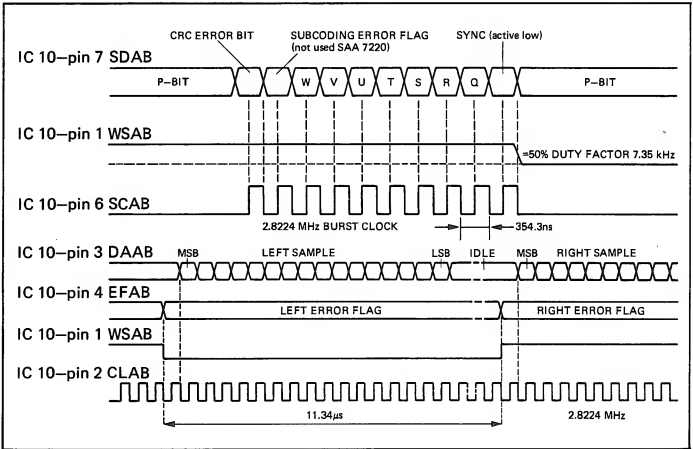 CRC ERROR BIT
SUBCODING ERROR FLAG
(not used SAA 7220)
SYNC (active low)
IC 10–pin 7 SDAB
P–BIT
W V U T S R Q
P–BIT
IC 10–pin 1 WSAB
=50% DUTY FACTOR 7.35 kHz
IC 10–pin 6 SCAB
2.8224 MHz BURST CLOCK
354.3ns
IC 10–pin 3 DAAB
MSB
LEFT SAMPLE
LSB
IDLE
MSB
RIGHT SAMPLE
IC 10–pin 4 EFAB
LEFT ERROR FLAG
RIGHT ERROR FLAG
IC 10–pin 1 WSAB
IC 10–pin 2 CLAB
11.34µs
2.8224 MHz